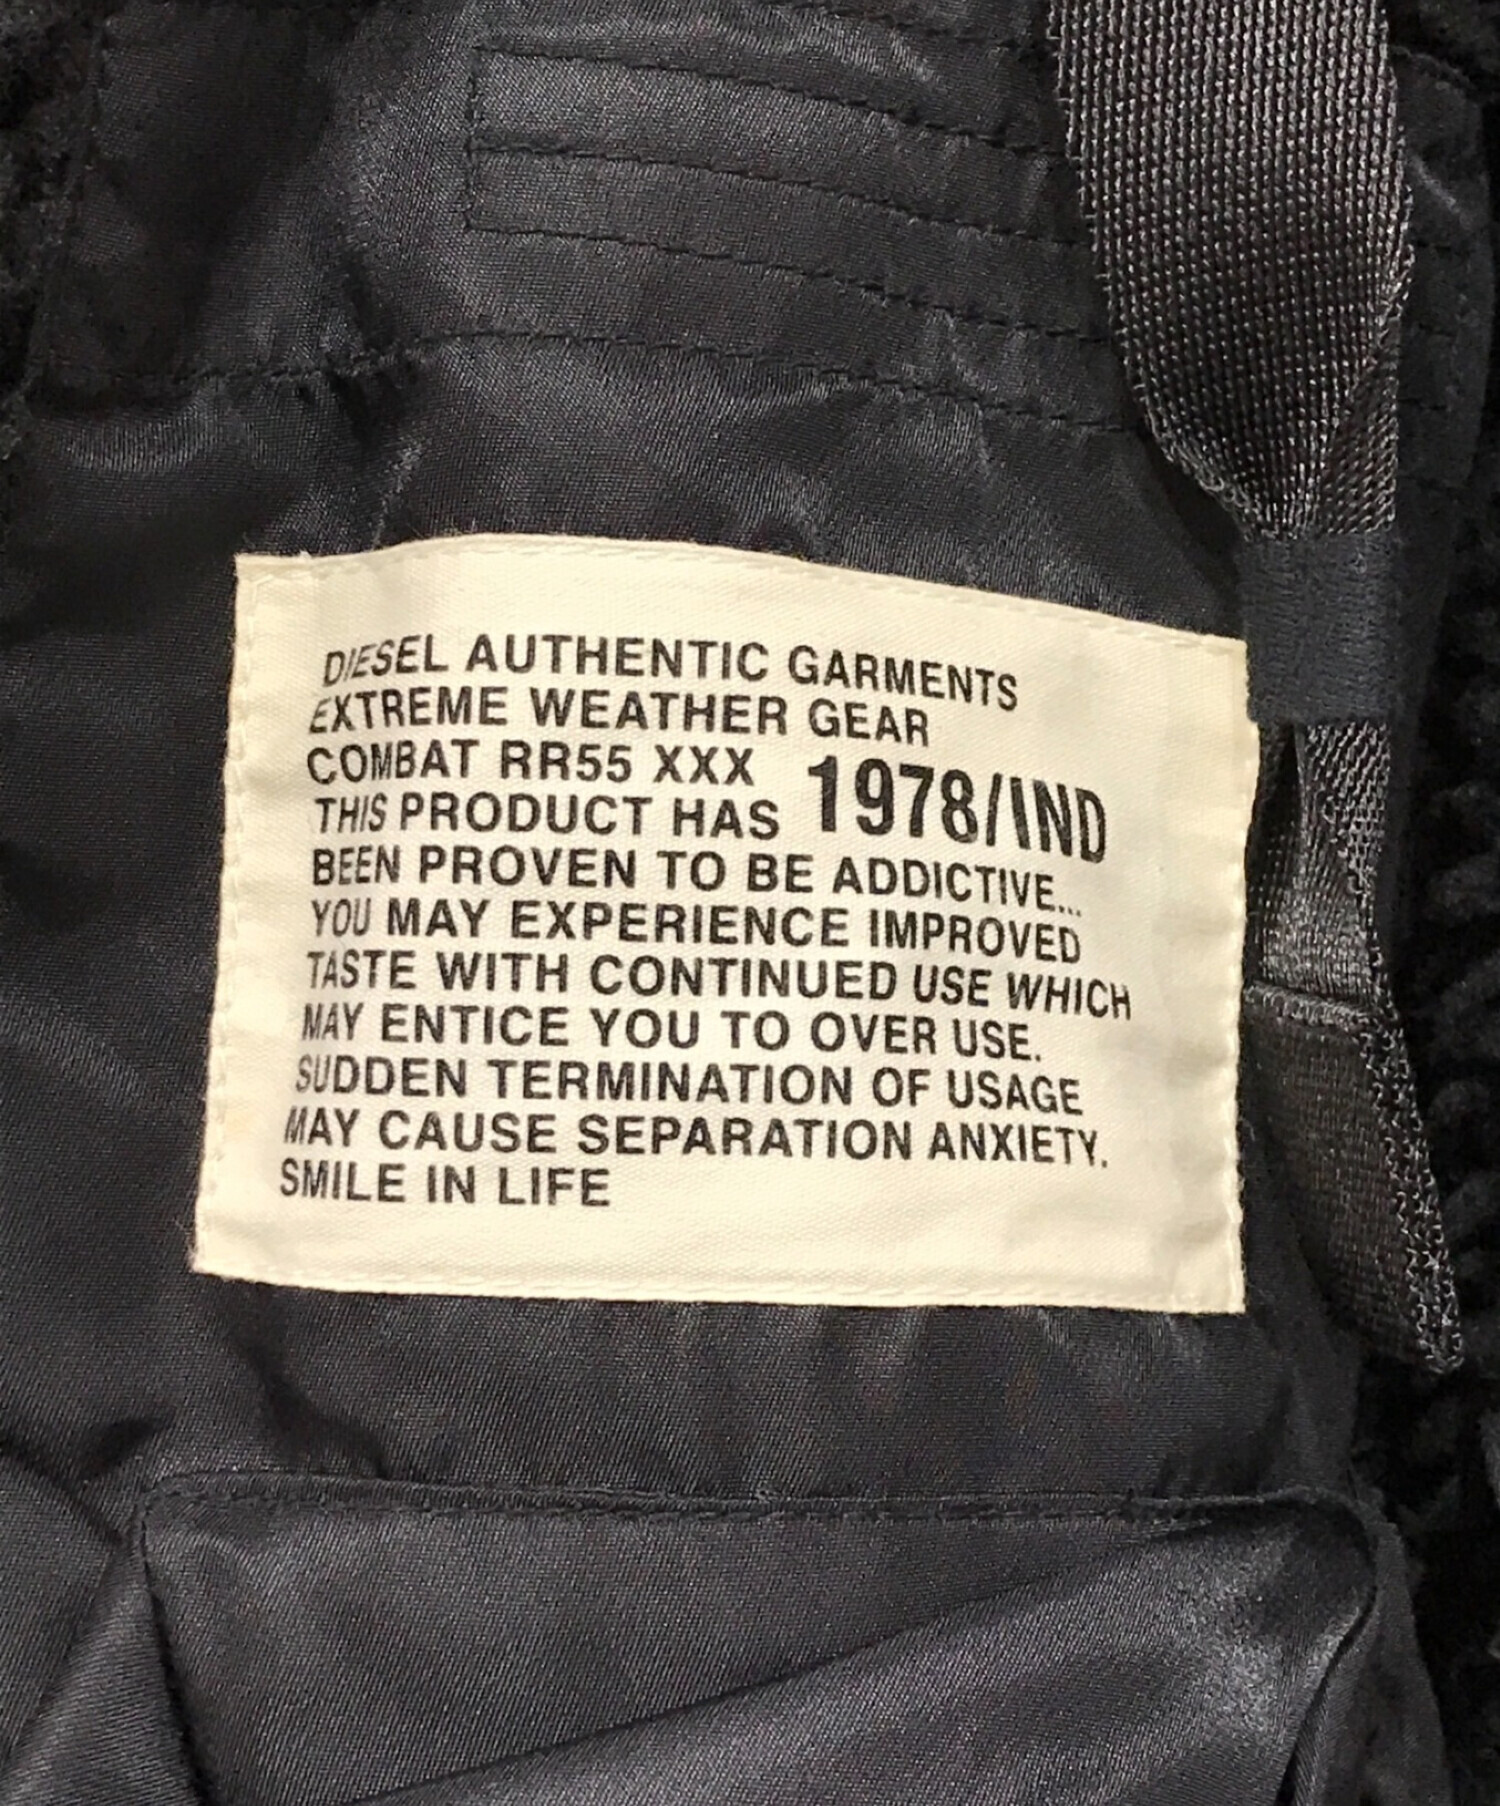 DIESEL AUTHENTIC GARMENTS
EXTREME WEATHER GEAR
COMBAT RR55 XXX
1978/IND
THIS PRODUCT HAS
BEEN PROVEN TO BE ADDICTIVE...
YOU MAY EXPERIENCE IMPROVED
TASTE WITH CONTINUED USE WHICH
MAY ENTICE YOU TO OVER USE.
SUDDEN TERMINATION OF USAGE
MAY CAUSE SEPARATION ANXIETY.
SMILE IN LIFE